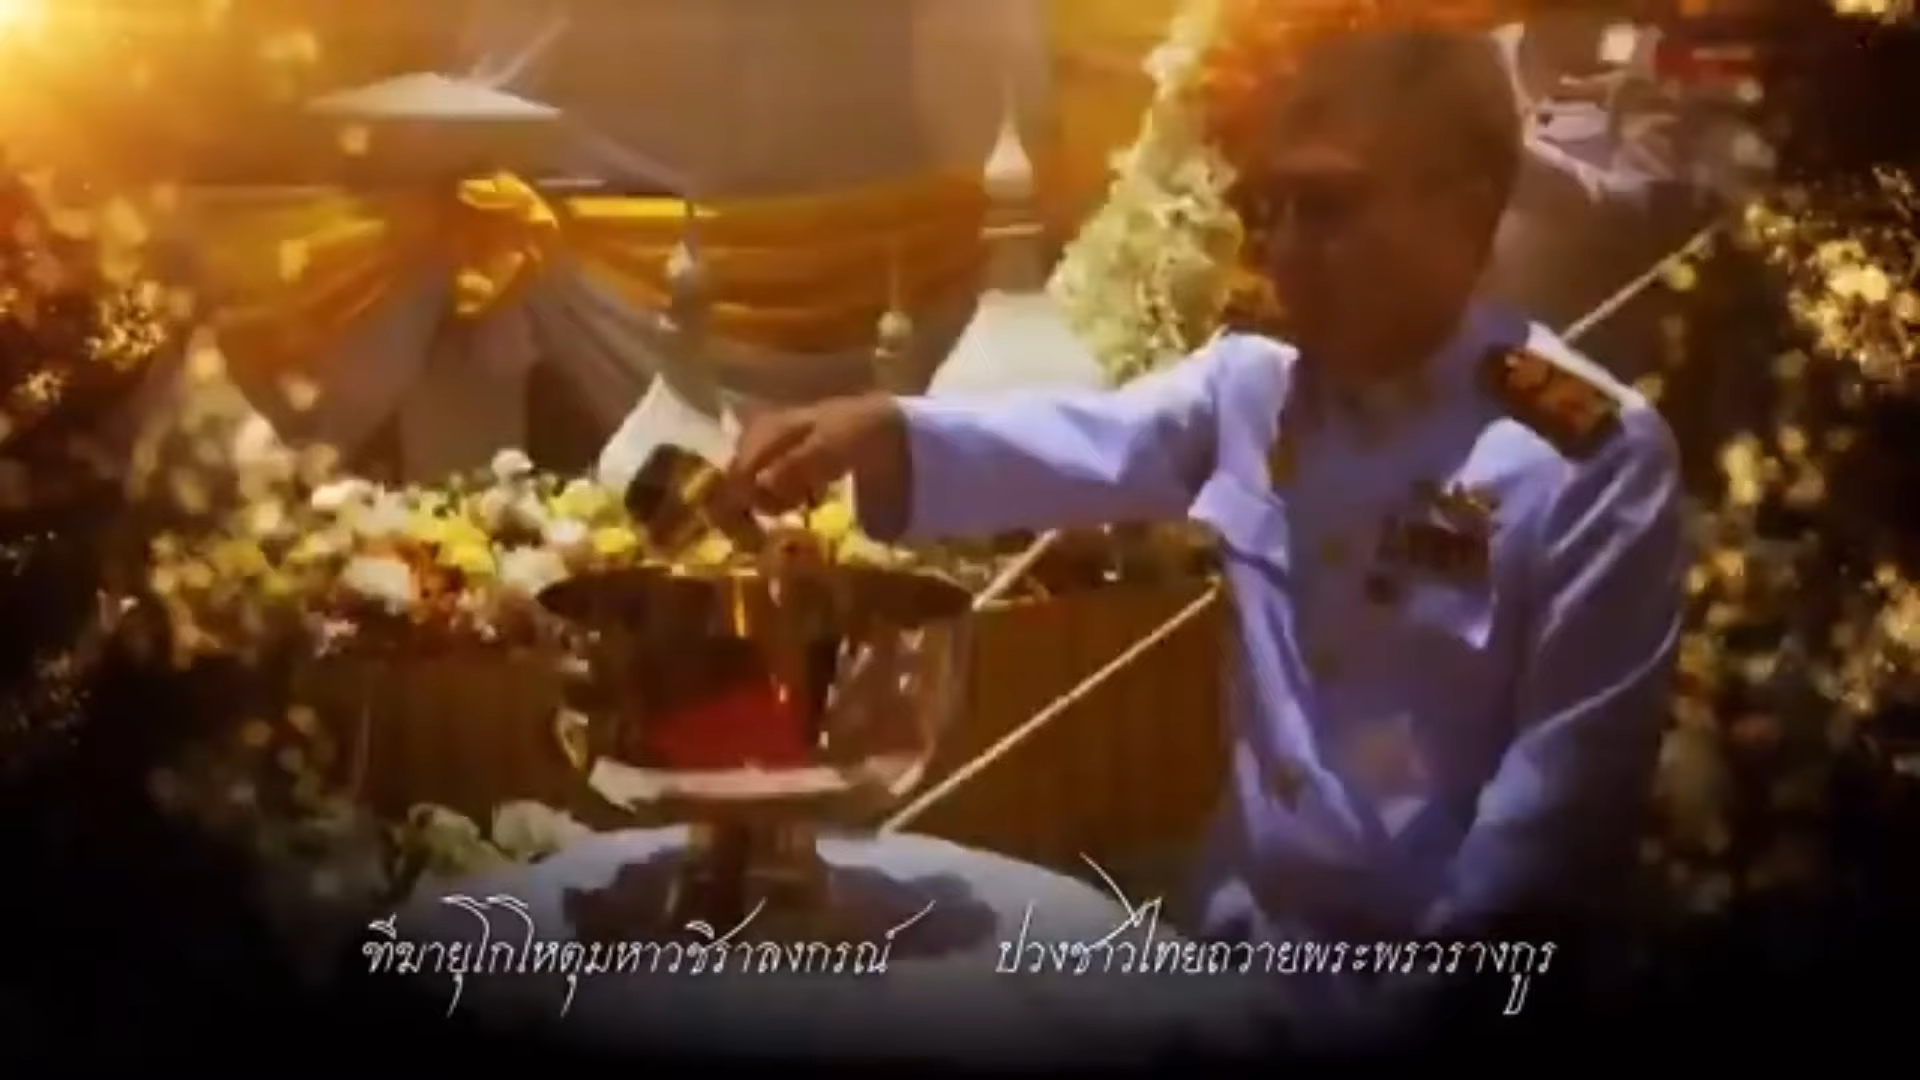 ทีฆายุโกโหตุมหาวชิราลงกรณ์ ปวงชาวไทยถวายพระพรวรางกูร